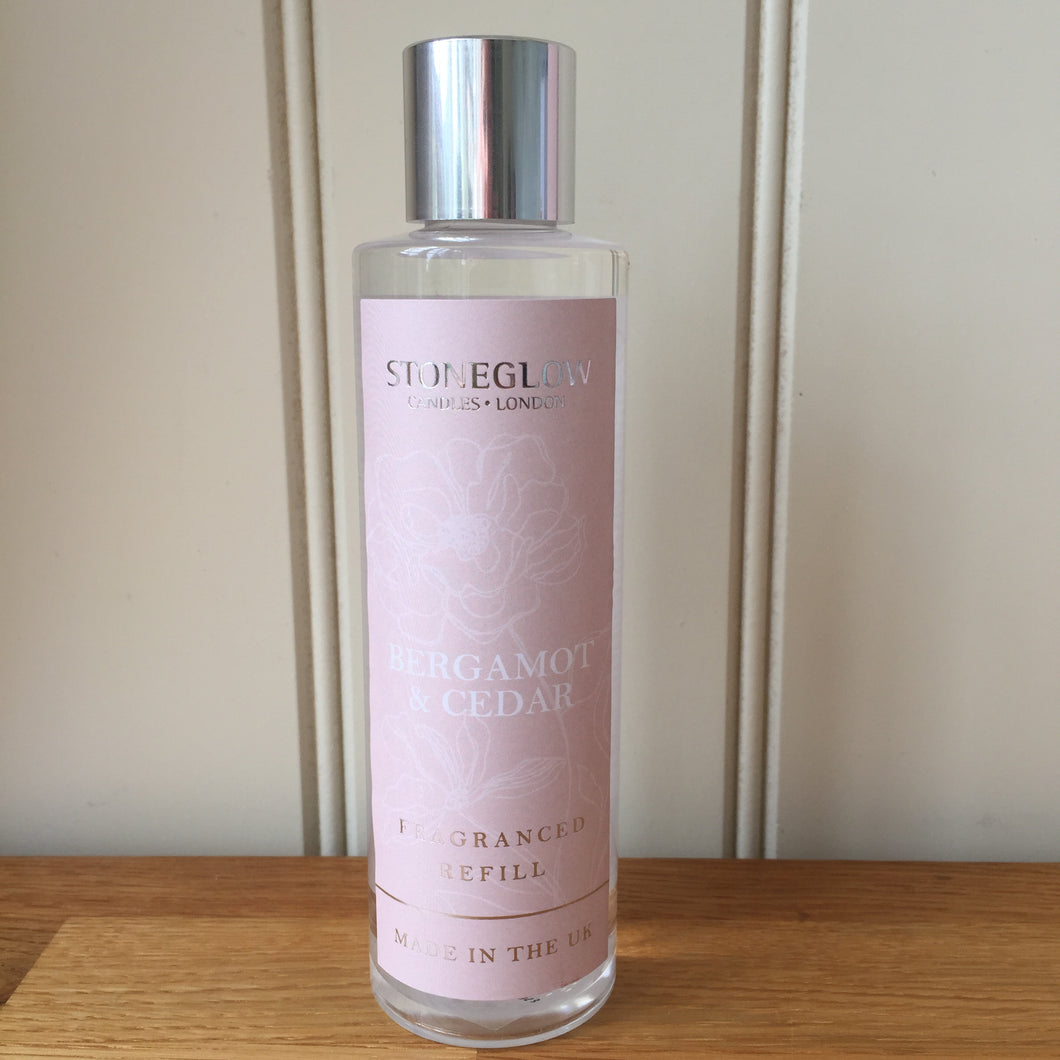 STONEGLOW
CANDLES • LONDON
BERGAMOT
& CEDAR
FRAGRANCED
REFILL
MADE IN THE UK